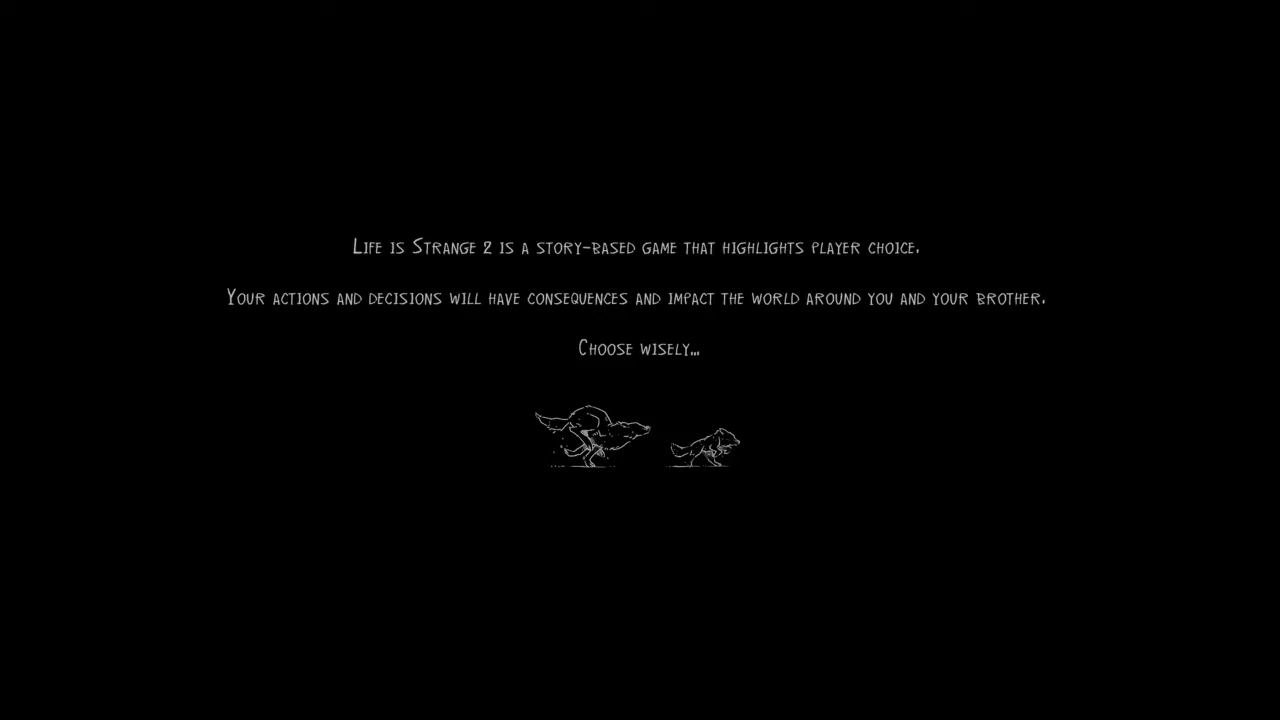 Life is Strange 2 is a story-based game that highlights player choice.
Your actions and decisions will have consequences and impact the world around you and your brother.
Choose wisely...